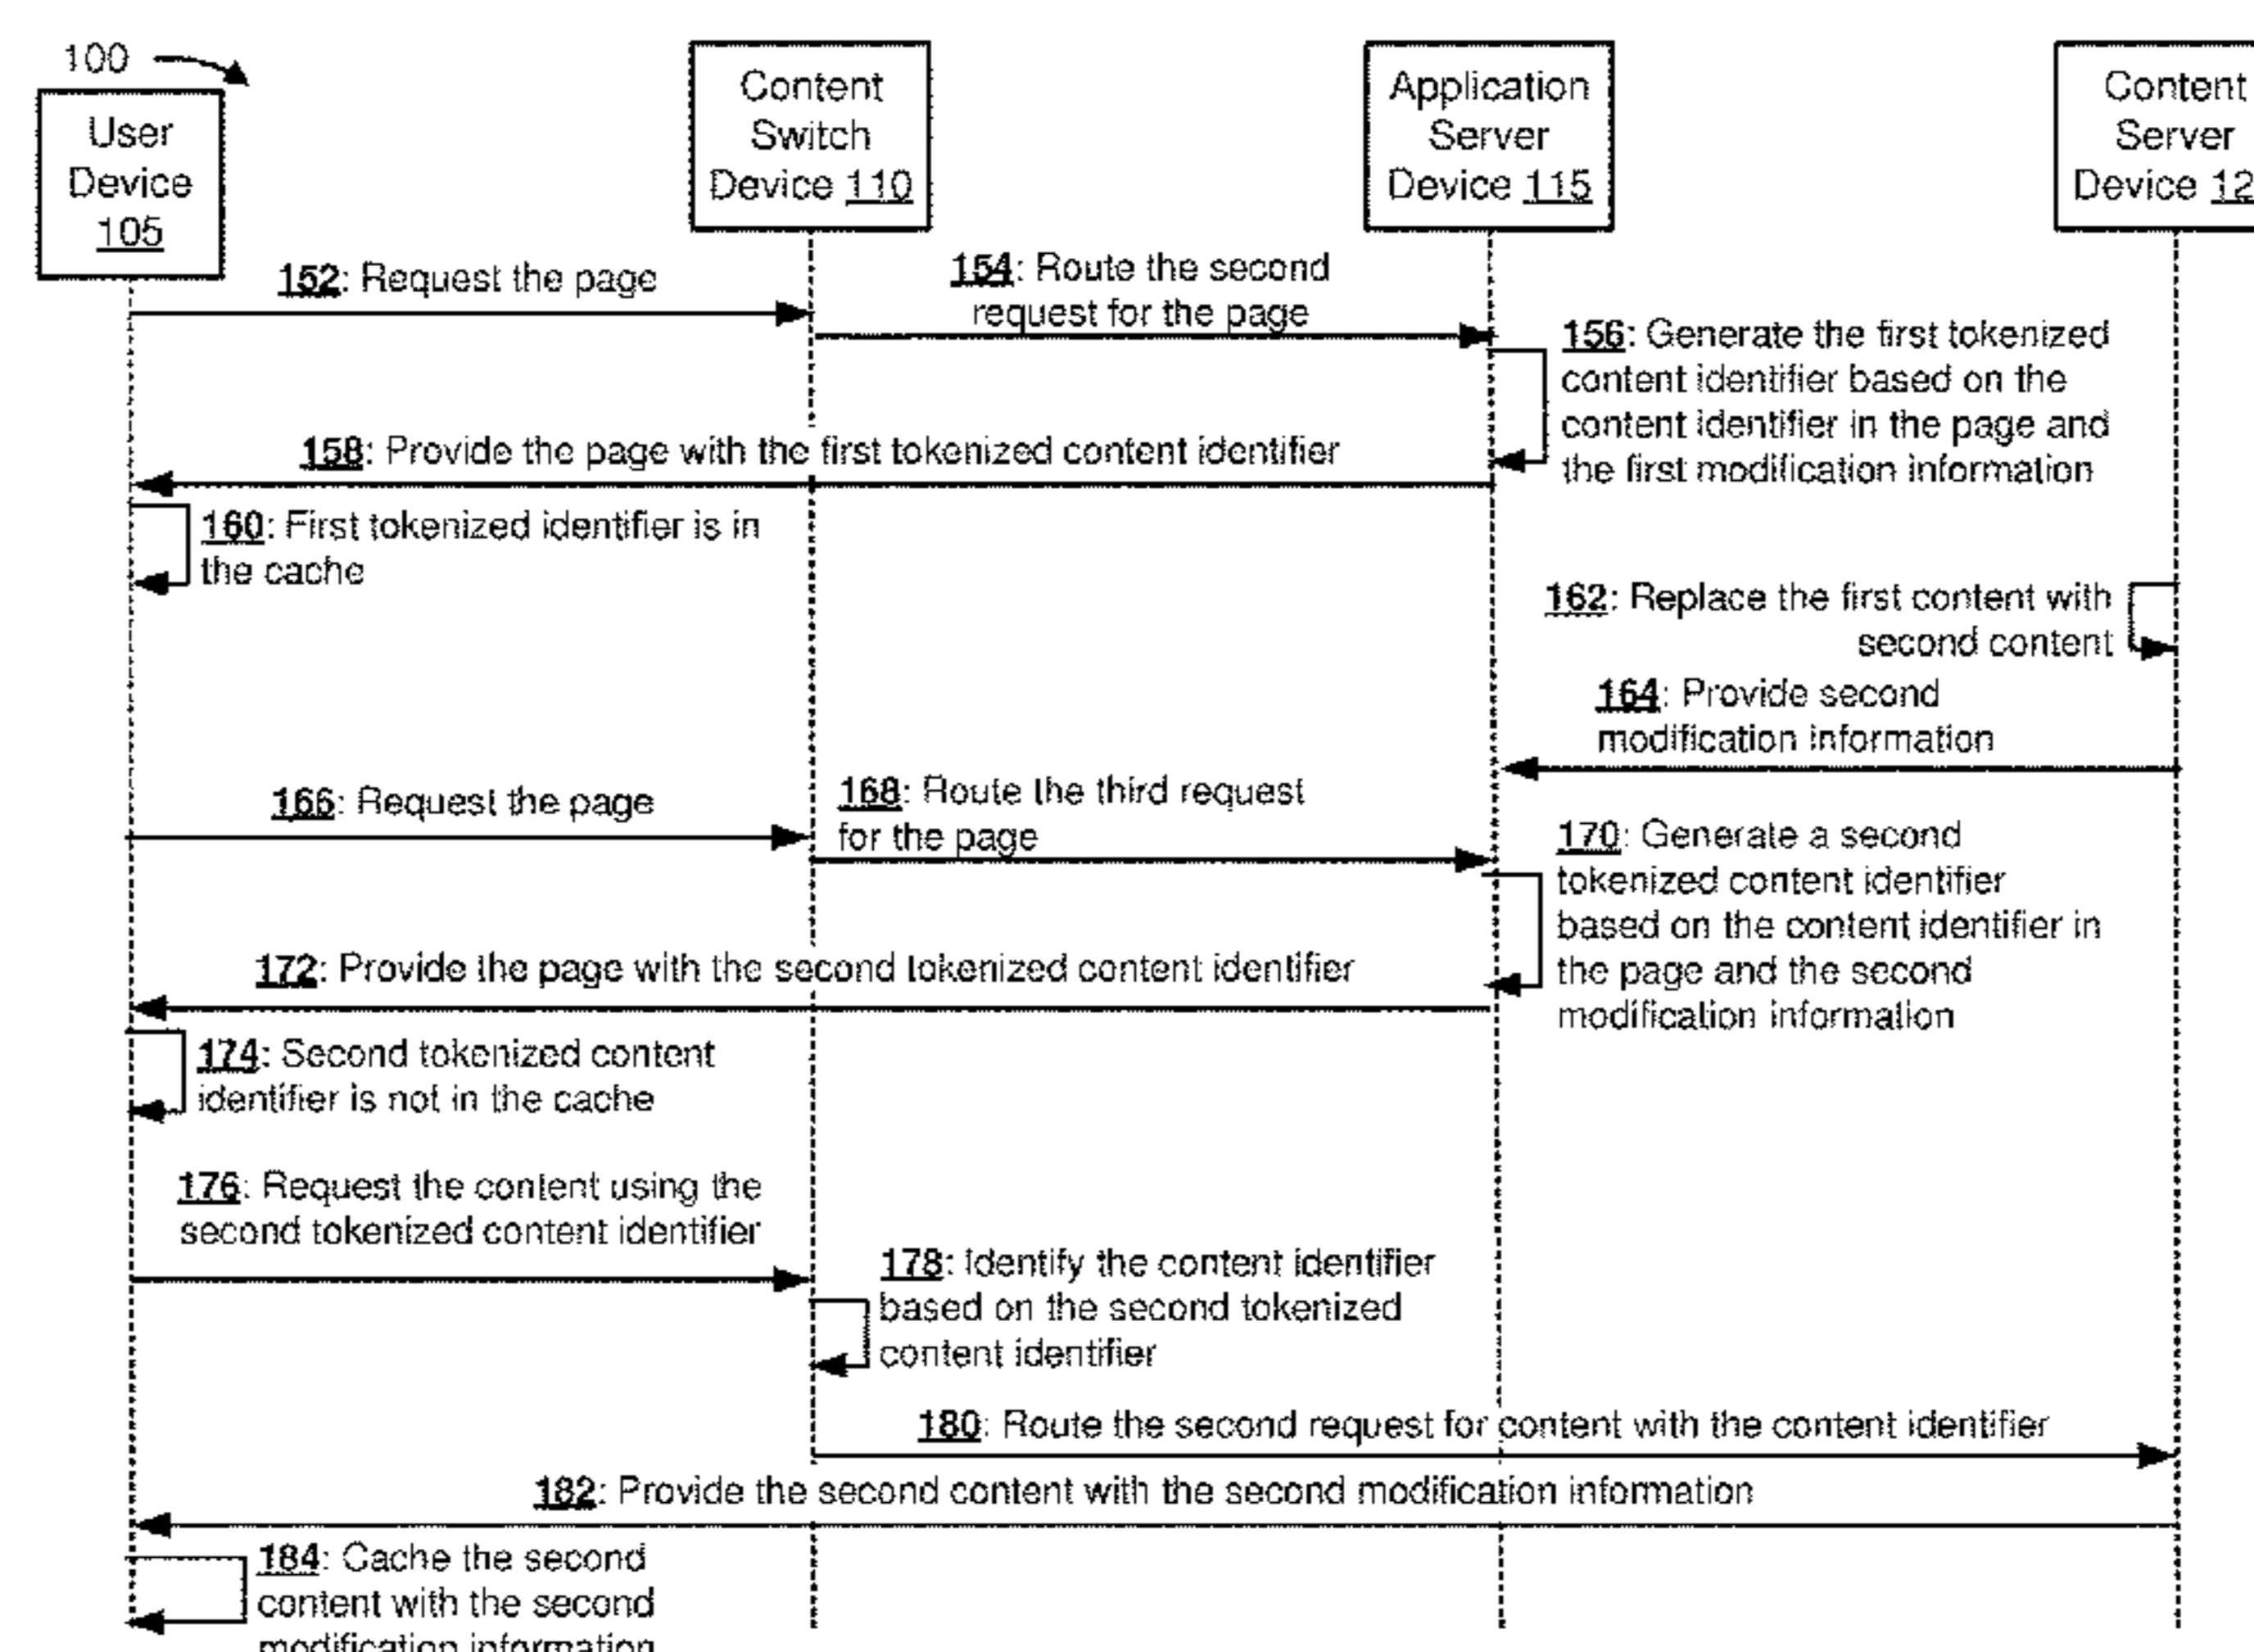 100
User
Device
105
Content
Switch
Device 110
Application
Server
Device 115
Content
Server
Device 12
152: Request the page
154: Route the second
request for the page
156: Generate the first tokenized
content identifier based on the
content identifier in the page and
the first modification information
158: Provide the page with the first tokenized content identifier
160: First tokenized identifier is in
the cache
162: Replace the first content with
second content
164: Provide second
modification information
166: Request the page
168: Route the third request
for the page
170: Generate a second
tokenized content identifier
based on the content identifier in
the page and the second
modification information
172: Provide the page with the second tokenized content identifier
174: Second tokenized content
identifier is not in the cache
176: Request the content using the
second tokenized content identifier
178: Identify the content identifier
based on the second tokenized
content identifier
180: Route the second request for content with the content identifier
182: Provide the second content with the second modification information
184: Cache the second
content with the second
modification information